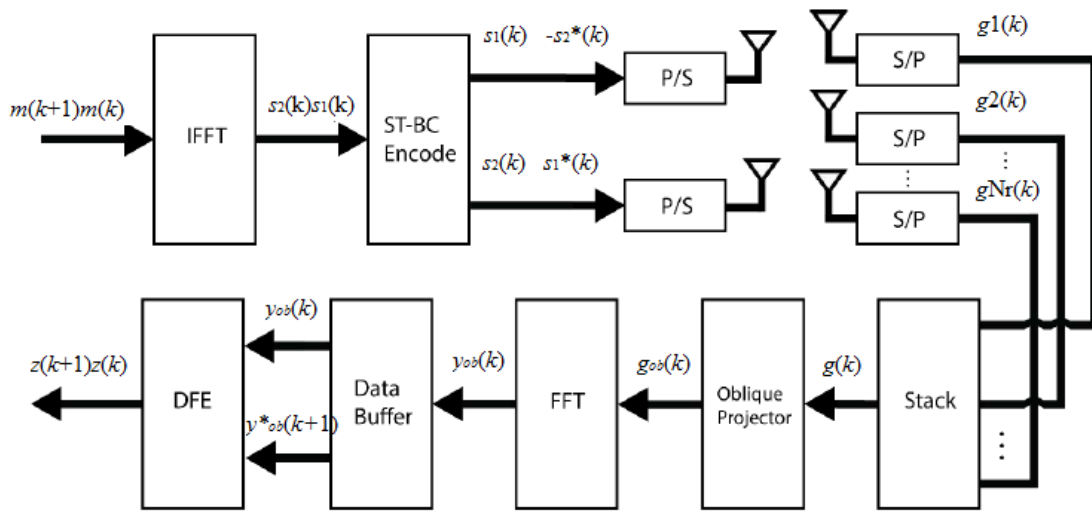 m(k+1)m(k)
IFFT
s2(k)s1(k)
ST-BC
Encode
s1(k) -s2*(k)
s2(k) s1*(k)
P/S
P/S
S/P
S/P
⋮
S/P
g1(k)
g2(k)
⋮
gNr(k)
z(k+1)z(k)
DFE
yob(k)
y*ob(k+1)
Data
Buffer
yob(k)
FFT
gob(k)
Oblique
Projector
g(k)
Stack
⋮